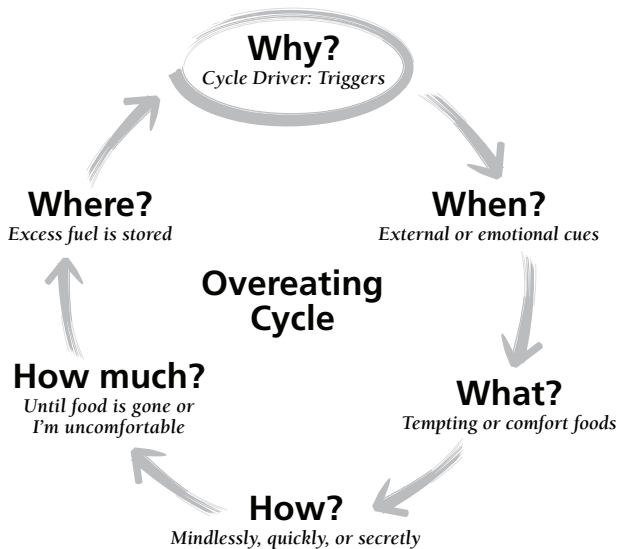 Why?
Cycle Driver: Triggers
When?
External or emotional cues
What?
Tempting or comfort foods
How?
Mindlessly, quickly, or secretly
How much?
Until food is gone or
I'm uncomfortable
Where?
Excess fuel is stored
Overeating
Cycle